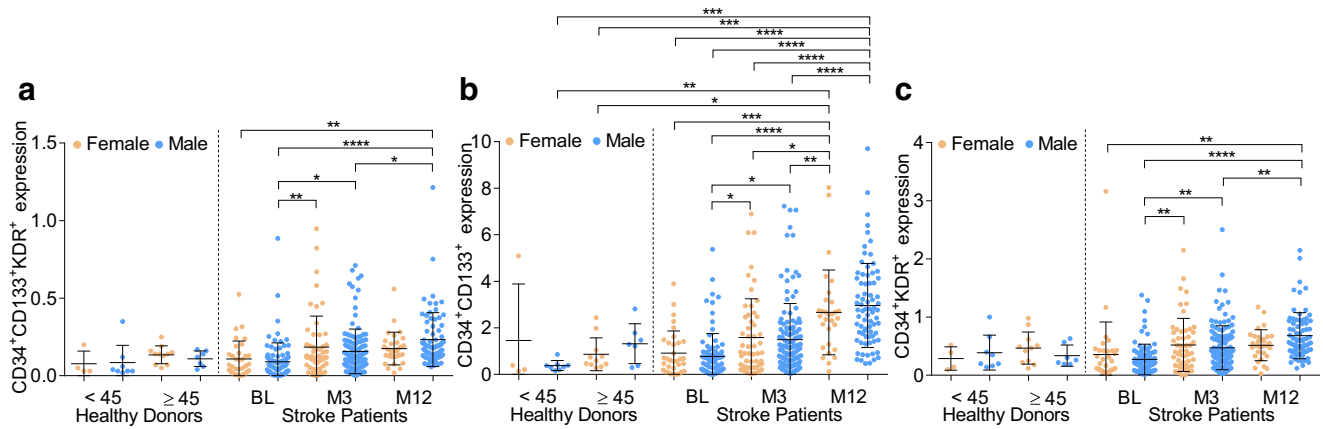 a
CD34⁺CD133⁺KDR⁺ expression
Female
Male
1.5
1.0
0.5
0.0
**
****
*
*
**
< 45
≥ 45
BL
M3
M12
Healthy Donors
Stroke Patients
b
CD34⁺CD133⁺ expression
Female
Male
10
8
6
4
2
0
***
***
****
****
****
****
**
*
***
****
*
**
*
*
< 45
≥ 45
BL
M3
M12
Healthy Donors
Stroke Patients
c
CD34⁺KDR⁺ expression
Female
Male
4
3
2
1
0
**
****
**
**
**
< 45
≥ 45
BL
M3
M12
Healthy Donors
Stroke Patients